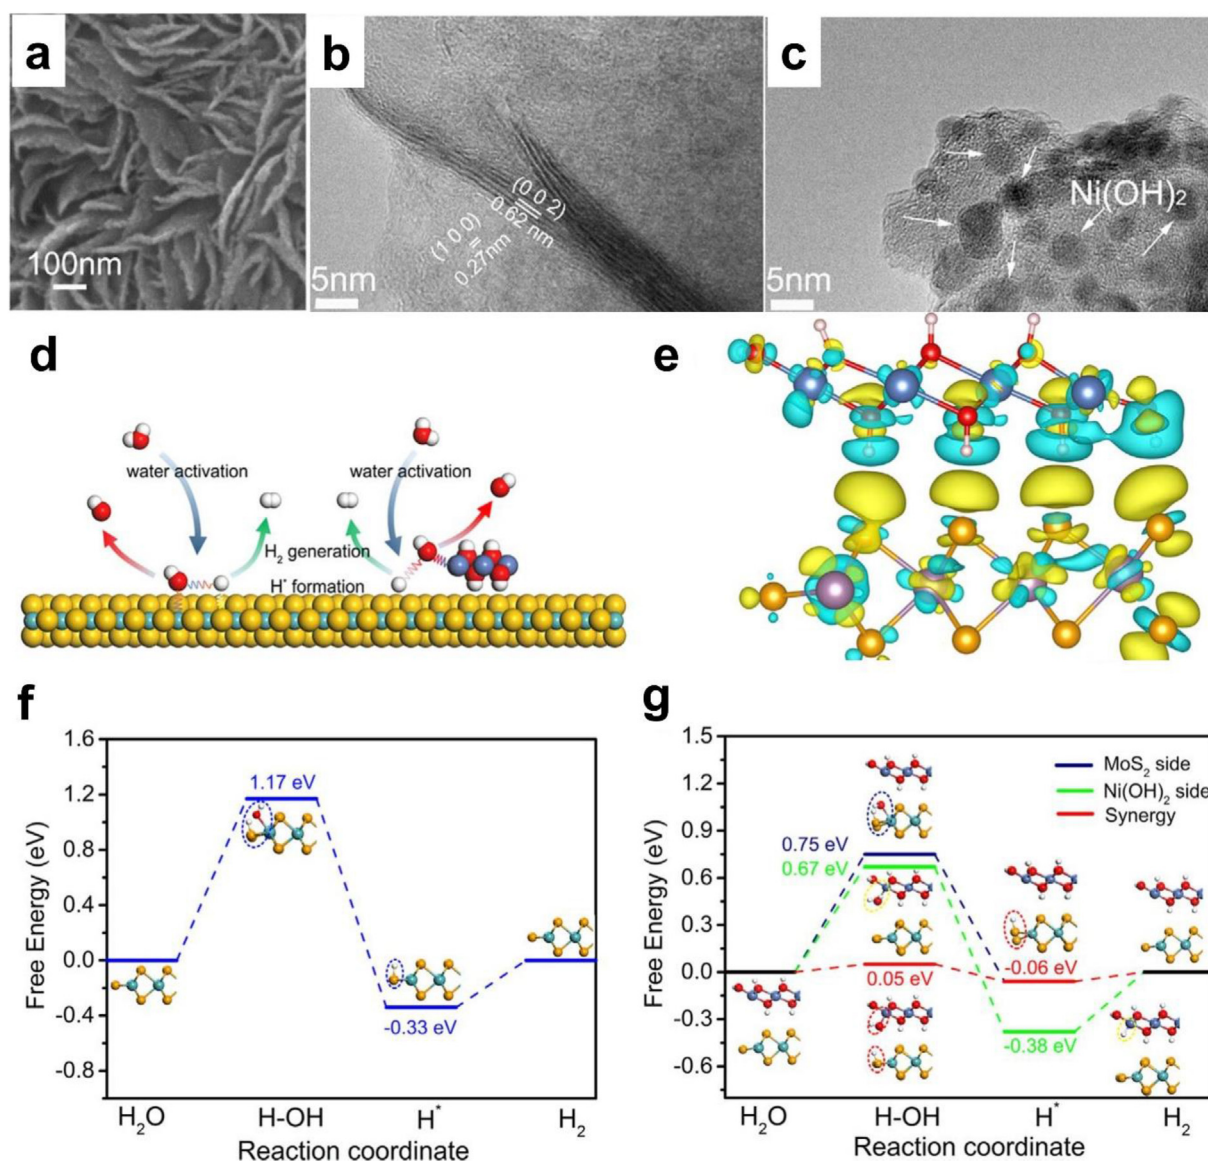 a
100nm
b
(0 0 2)
0.62 nm
(1 0 0)
0.27nm
5nm
c
Ni(OH)2
5nm
d
water activation
water activation
H2 generation
H* formation
e
f
Free Energy (eV)
1.6
1.2
0.8
0.4
0.0
-0.4
-0.8
1.17 eV
-0.33 eV
H2O
H-OH
H*
H2
Reaction coordinate
g
Free Energy (eV)
1.5
1.2
0.9
0.6
0.3
0.0
-0.3
-0.6
MoS2 side
Ni(OH)2 side
Synergy
0.75 eV
0.67 eV
0.05 eV
-0.06 eV
-0.38 eV
H2O
H-OH
H*
H2
Reaction coordinate